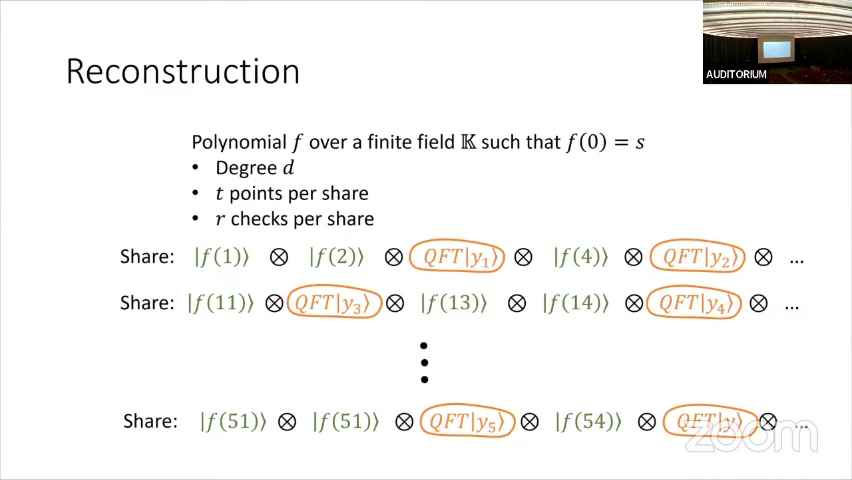 AUDITORIUM
Reconstruction
Polynomial f over a finite field 𝕂 such that f(0) = s
• Degree d
• t points per share
• r checks per share
Share: |f(1)⟩ ⊗ |f(2)⟩ ⊗ QFT|y₁⟩ ⊗ |f(4)⟩ ⊗ QFT|y₂⟩ ⊗ ...
Share: |f(11)⟩ ⊗ QFT|y₃⟩ ⊗ |f(13)⟩ ⊗ |f(14)⟩ ⊗ QFT|y₄⟩ ⊗ ...
Share: |f(51)⟩ ⊗ |f(51)⟩ ⊗ QFT|y₅⟩ ⊗ |f(54)⟩ ⊗ QFT|y⟩ ⊗ ...
zoom